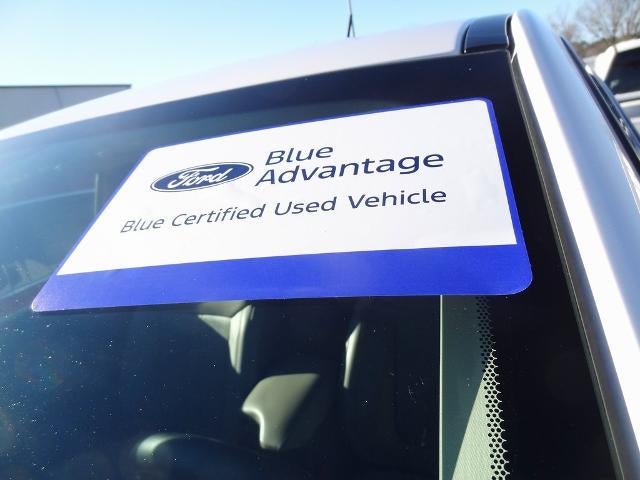 Ford
Blue
Advantage
Blue Certified Used Vehicle